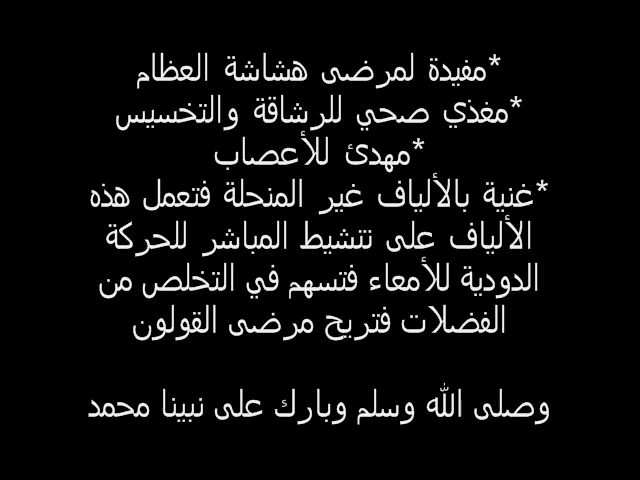 *مفيدة لمرضى هشاشة العظام
*مغذي صحي للرشاقة والتخسيس
*مهدئ للأعصاب
*غنية بالألياف غير المنحلة فتعمل هذه
الألياف على تنشيط المباشر للحركة
الدودية للأمعاء فتسهم في التخلص من
الفضلات فتريح مرضى القولون
وصلى الله وسلم وبارك على نبينا محمد